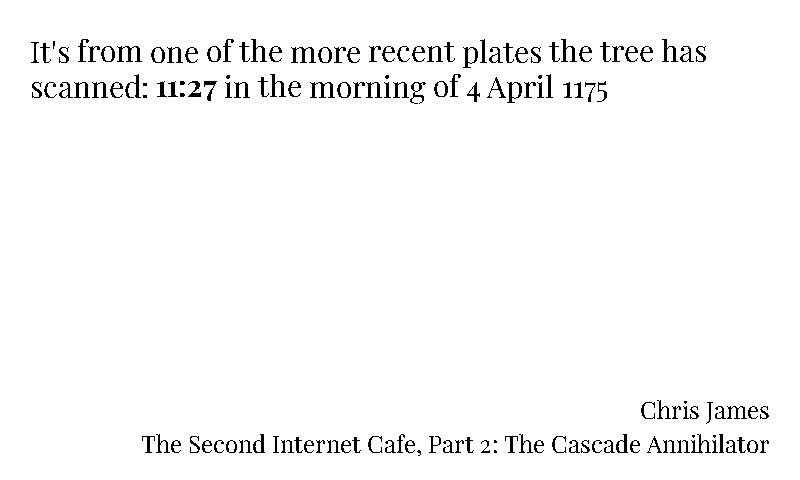 It's from one of the more recent plates the tree has
scanned: 11:27 in the morning of 4 April 1175
Chris James
The Second Internet Cafe, Part 2: The Cascade Annihilator